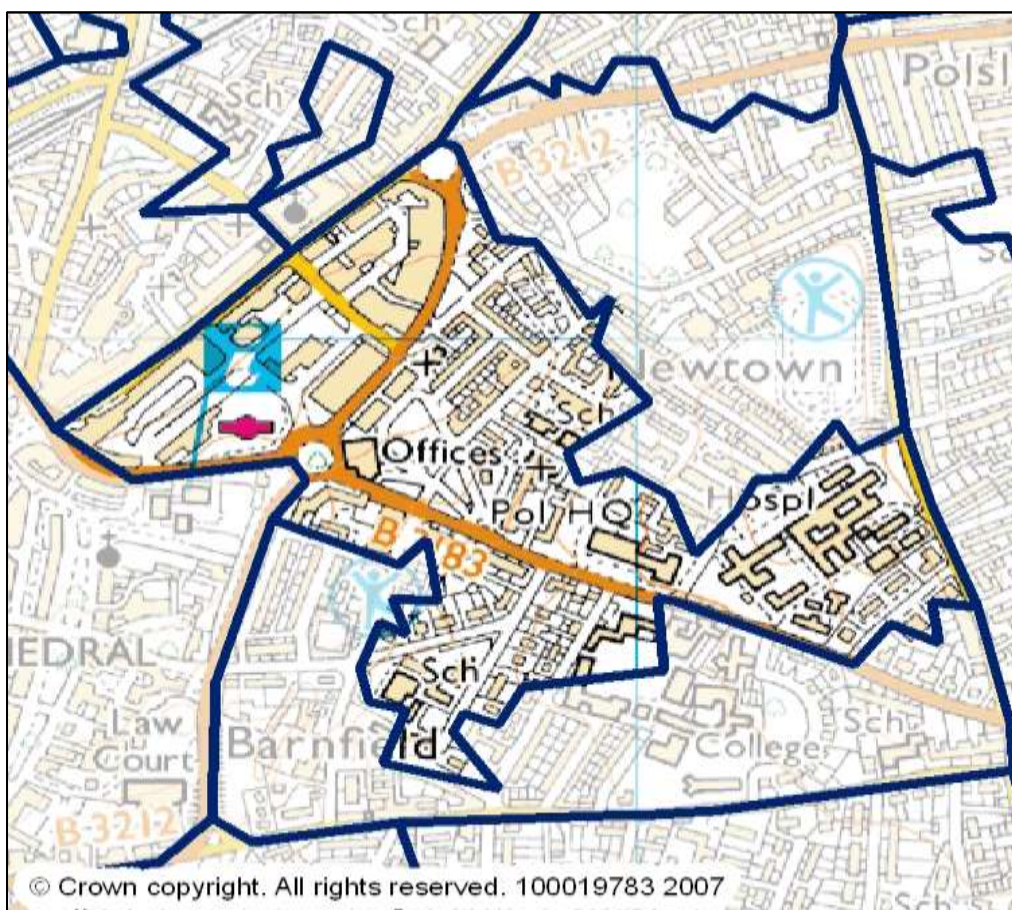 Sch
Polsl
B 3212
Newtown
Sch
Offices
Pol HQ
Hospl
B 3183
Sch
Barnfield
Law
Court
College
Sch
B 3212
© Crown copyright. All rights reserved. 100019783 2007